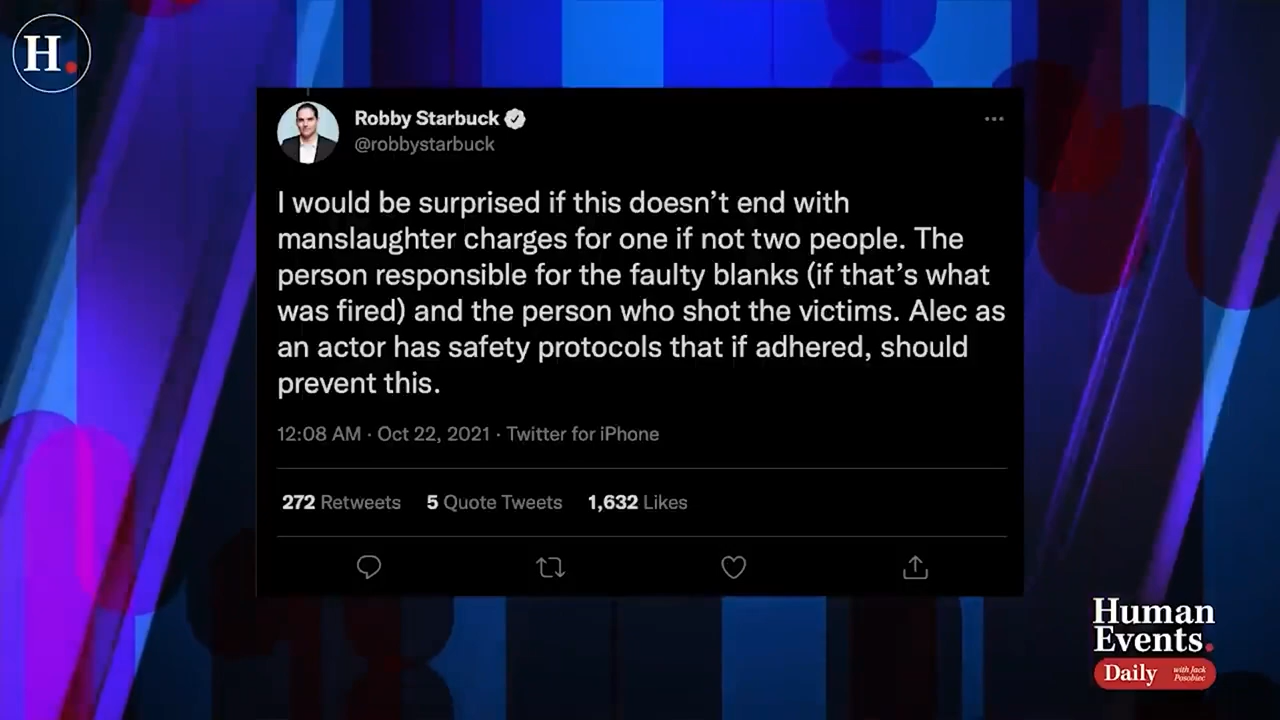 H.
Robby Starbuck
@robbystarbuck
I would be surprised if this doesn’t end with
manslaughter charges for one if not two people. The
person responsible for the faulty blanks (if that’s what
was fired) and the person who shot the victims. Alec as
an actor has safety protocols that if adhered, should
prevent this.
12:08 AM · Oct 22, 2021 · Twitter for iPhone
272 Retweets 5 Quote Tweets 1,632 Likes
Human
Events.
Daily with Jack
Posobiec